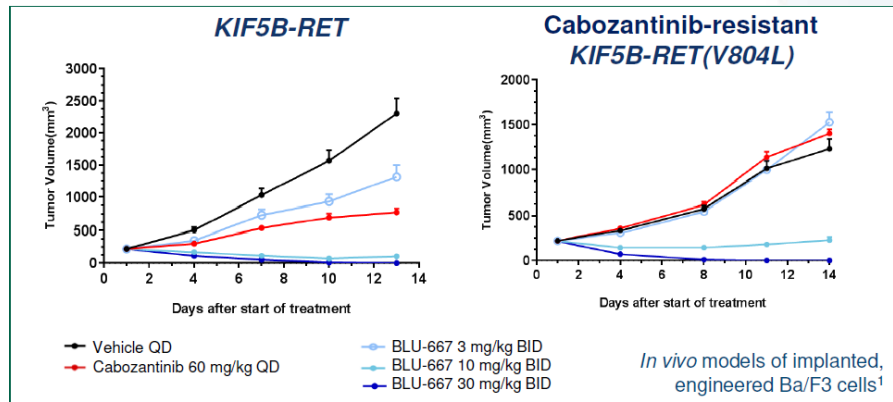 KIF5B-RET
Cabozantinib-resistant
KIF5B-RET(V804L)
Tumor Volume(mm3)
3000
2500
2000
1500
1000
500
0
0 2 4 6 8 10 12 14
Days after start of treatment
Tumor Volume(mm3)
2000
1500
1000
500
0
0 2 4 6 8 10 12 14
Days after start of treatment
Vehicle QD
Cabozantinib 60 mg/kg QD
BLU-667 3 mg/kg BID
BLU-667 10 mg/kg BID
BLU-667 30 mg/kg BID
In vivo models of implanted,
engineered Ba/F3 cells1